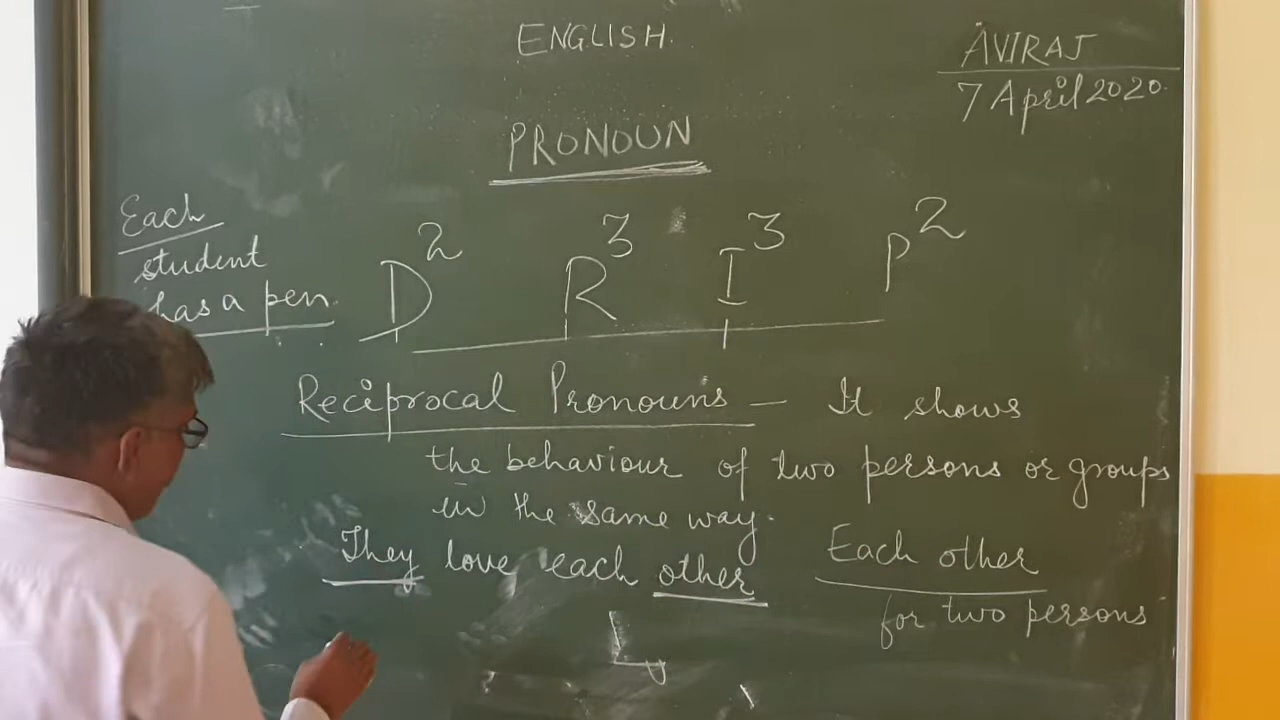 ENGLISH.
AVIRAJ
7 April 2020.
PRONOUN
Each
student
has a pen.
D² R³ I³ P²
Reciprocal Pronouns — It shows
the behaviour of two persons or groups
in the same way.
They love each other
Each other
for two persons